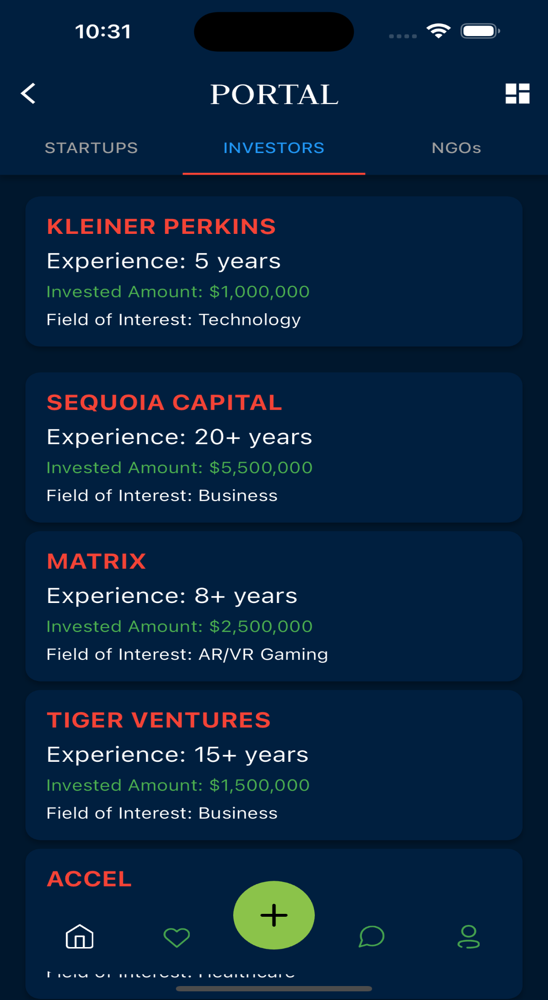 10:31
PORTAL
STARTUPS INVESTORS NGOs
KLEINER PERKINS
Experience: 5 years
Invested Amount: $1,000,000
Field of Interest: Technology
SEQUOIA CAPITAL
Experience: 20+ years
Invested Amount: $5,500,000
Field of Interest: Business
MATRIX
Experience: 8+ years
Invested Amount: $2,500,000
Field of Interest: AR/VR Gaming
TIGER VENTURES
Experience: 15+ years
Invested Amount: $1,500,000
Field of Interest: Business
ACCEL
Field of Interest: Healthcare